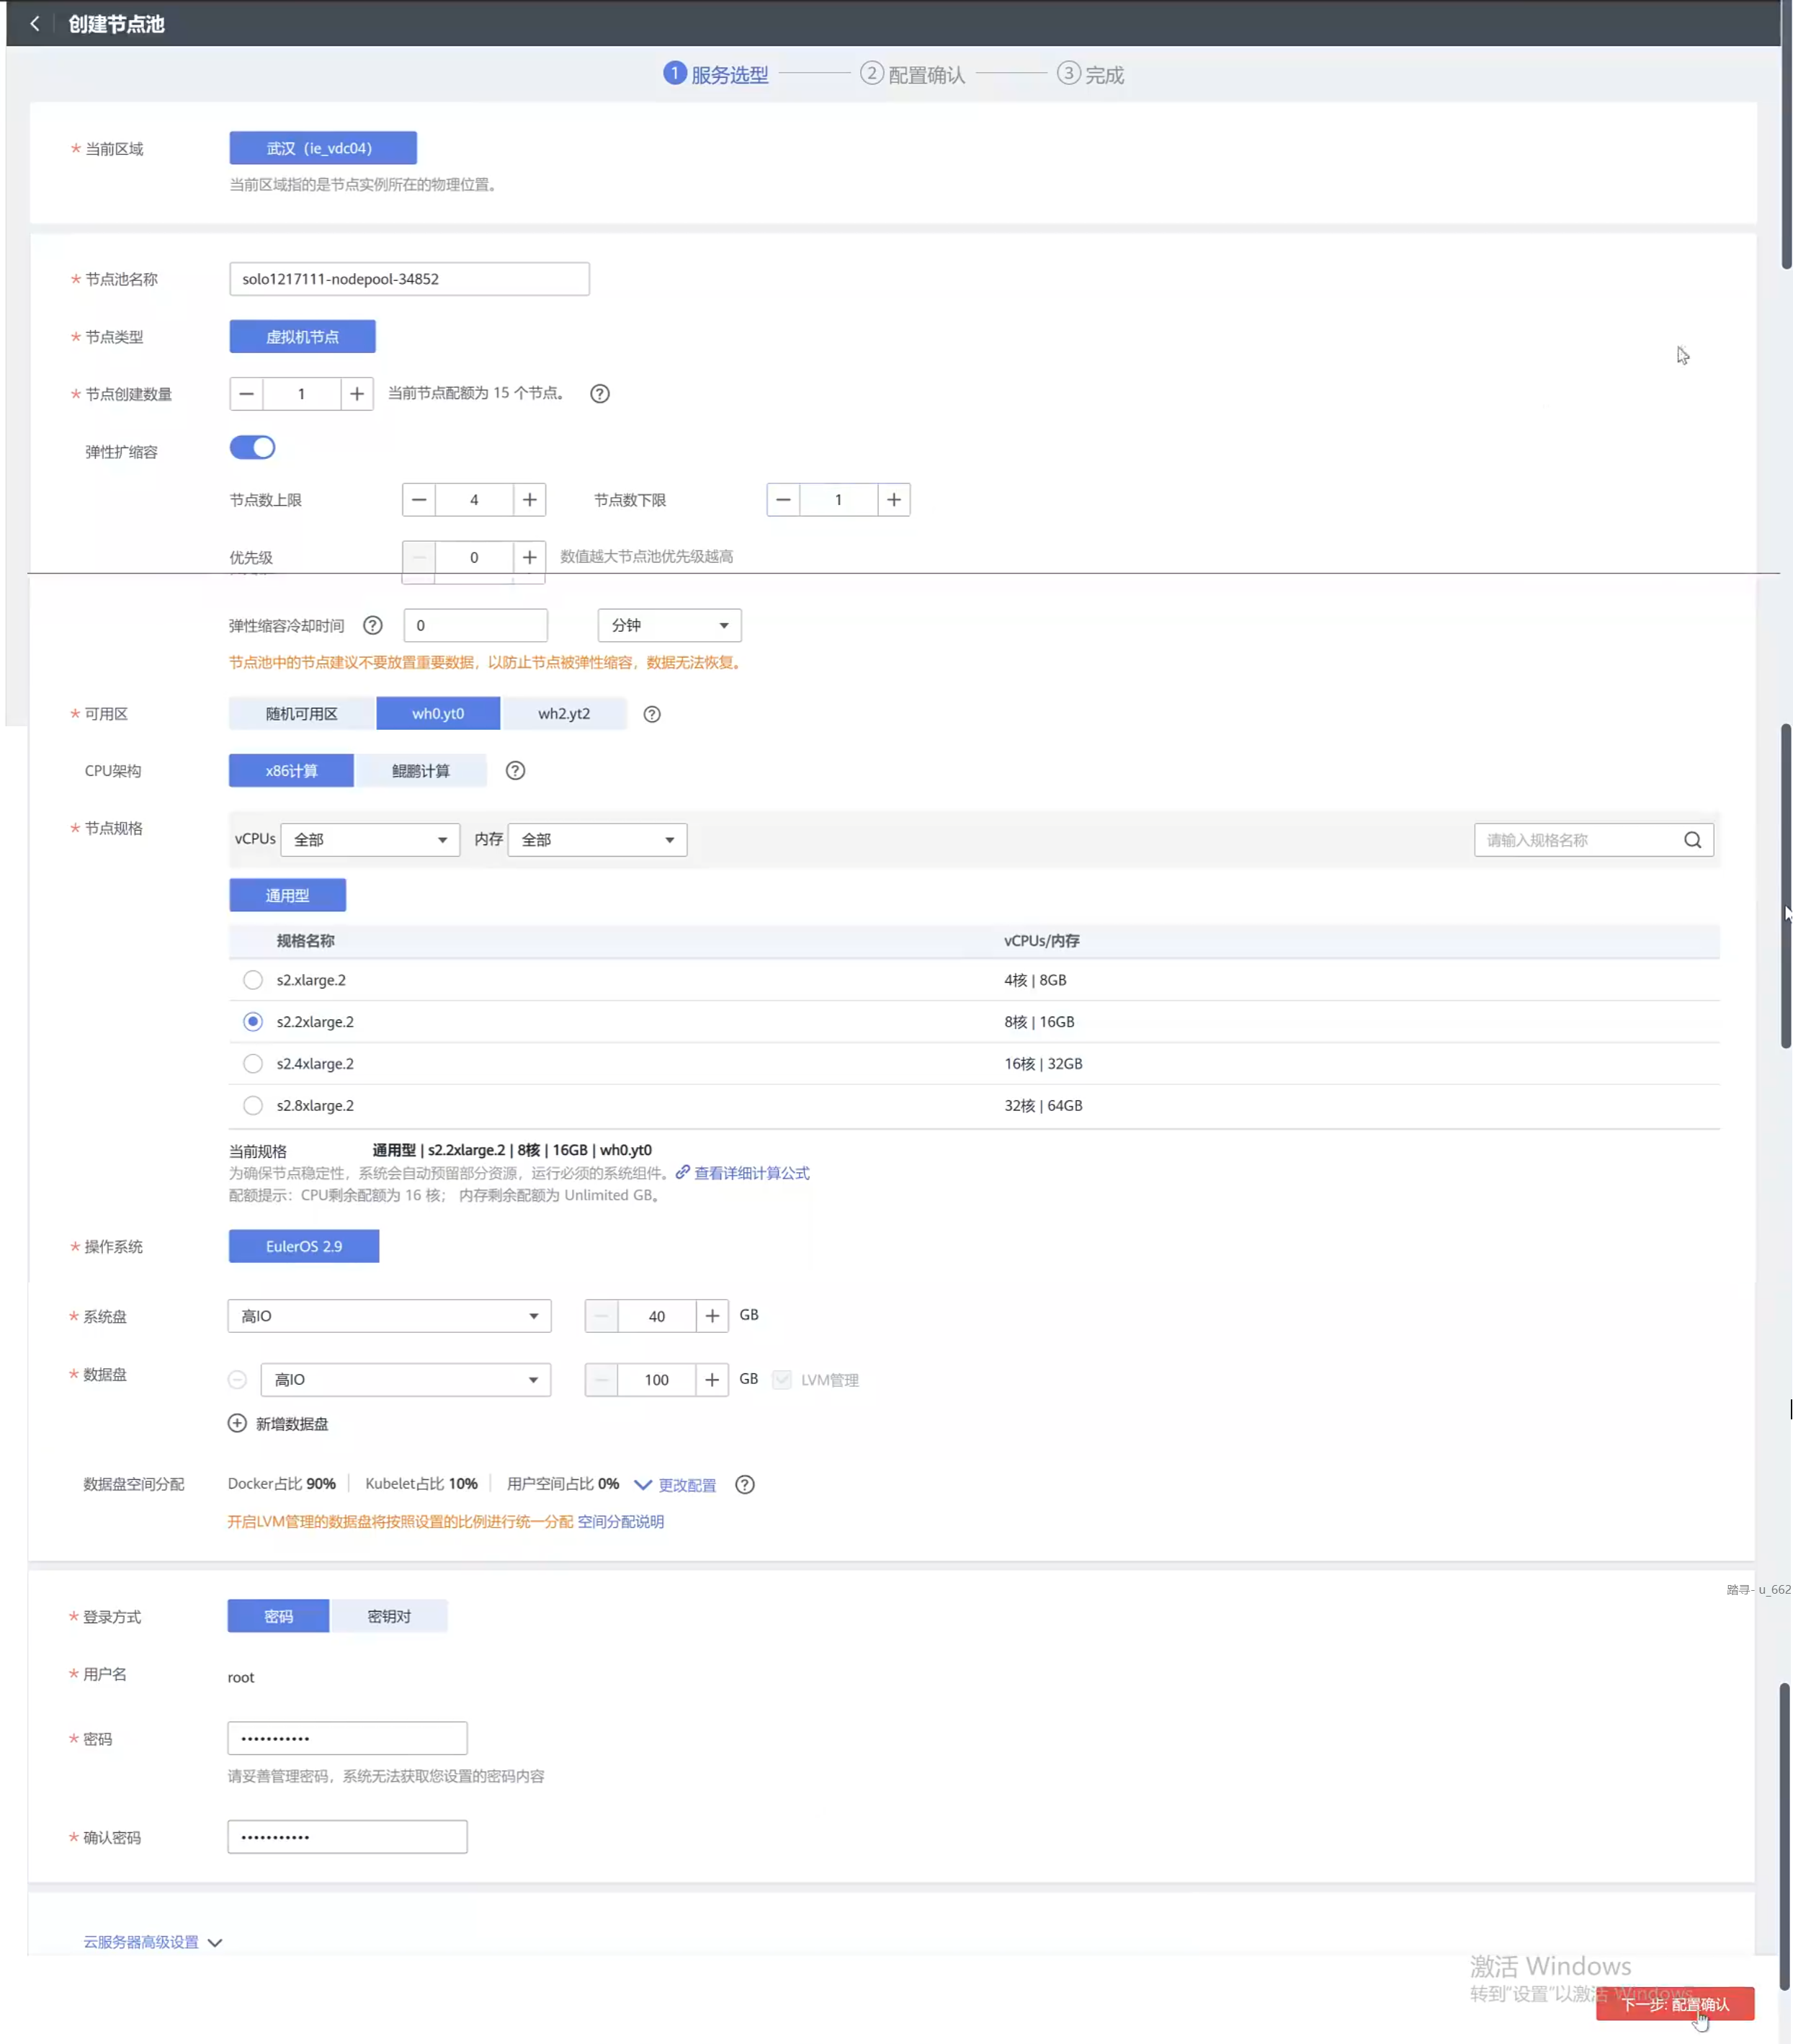 创建节点池
1 服务选型 2 配置确认 3 完成
* 当前区域 武汉（ie_vdc04）
当前区域指的是节点实例所在的物理位置。
* 节点池名称 solo1217111-nodepool-34852
* 节点类型 虚拟机节点
* 节点创建数量 1 当前节点配额为 15 个节点。
弹性扩缩容
节点数上限 4 节点数下限 1
优先级 0 数值越大节点池优先级越高
弹性缩容冷却时间 0 分钟
节点池中的节点建议不要放置重要数据，以防止节点被弹性缩容，数据无法恢复。
* 可用区 随机可用区 wh0.yt0 wh2.yt2
CPU架构 x86计算 鲲鹏计算
* 节点规格 vCPUs 全部 内存 全部 请输入规格名称
通用型
规格名称 vCPUs/内存
s2.xlarge.2 4核 | 8GB
s2.2xlarge.2 8核 | 16GB
s2.4xlarge.2 16核 | 32GB
s2.8xlarge.2 32核 | 64GB
当前规格 通用型 | s2.2xlarge.2 | 8核 | 16GB | wh0.yt0
为确保节点稳定性，系统会自动预留部分资源，运行必须的系统组件。 查看详细计算公式
配额提示：CPU剩余配额为 16 核； 内存剩余配额为 Unlimited GB。
* 操作系统 EulerOS 2.9
* 系统盘 高IO 40 GB
* 数据盘 高IO 100 GB LVM管理
新增数据盘
数据盘空间分配 Docker占比 90% Kubelet占比 10% 用户空间占比 0% 更改配置
开启LVM管理的数据盘将按照设置的比例进行统一分配 空间分配说明
踏寻- u_662
* 登录方式 密码 密钥对
* 用户名 root
* 密码 •••••••••••
请妥善管理密码，系统无法获取您设置的密码内容
* 确认密码 •••••••••••
云服务器高级设置
激活 Windows
转到“设置”以激活 Windows。
下一步: 配置确认